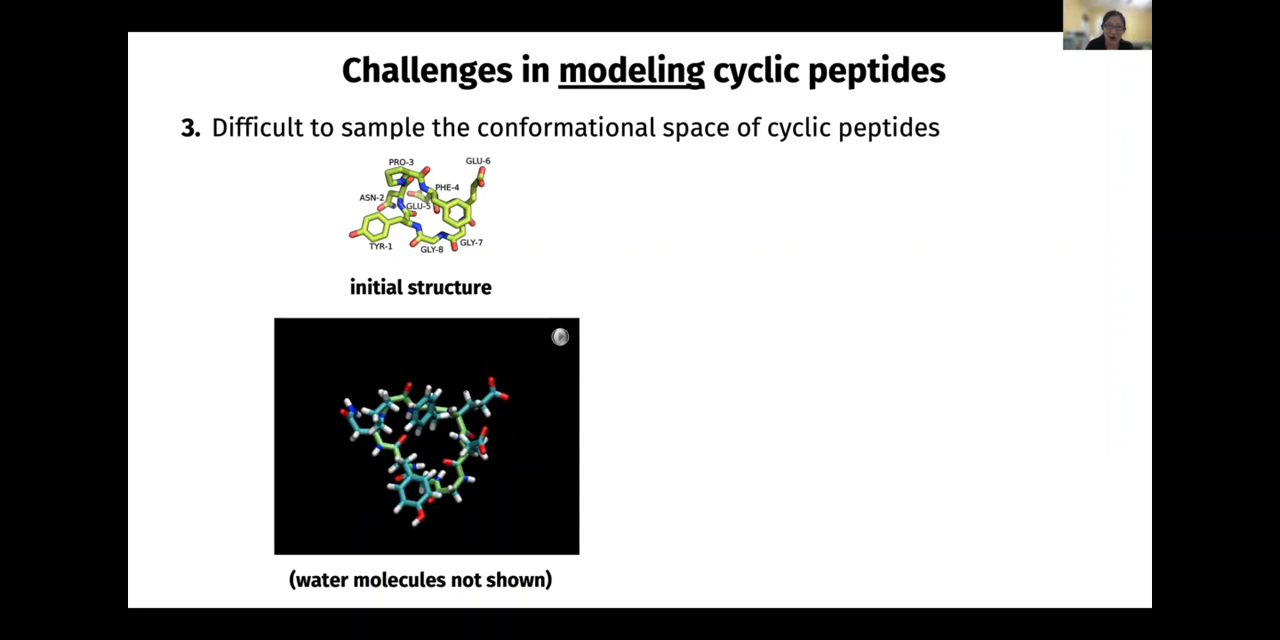 Challenges in modeling cyclic peptides
3. Difficult to sample the conformational space of cyclic peptides
PRO-3
GLU-6
PHE-4
ASN-2
GLU-5
TYR-1
GLY-8
GLY-7
initial structure
(water molecules not shown)